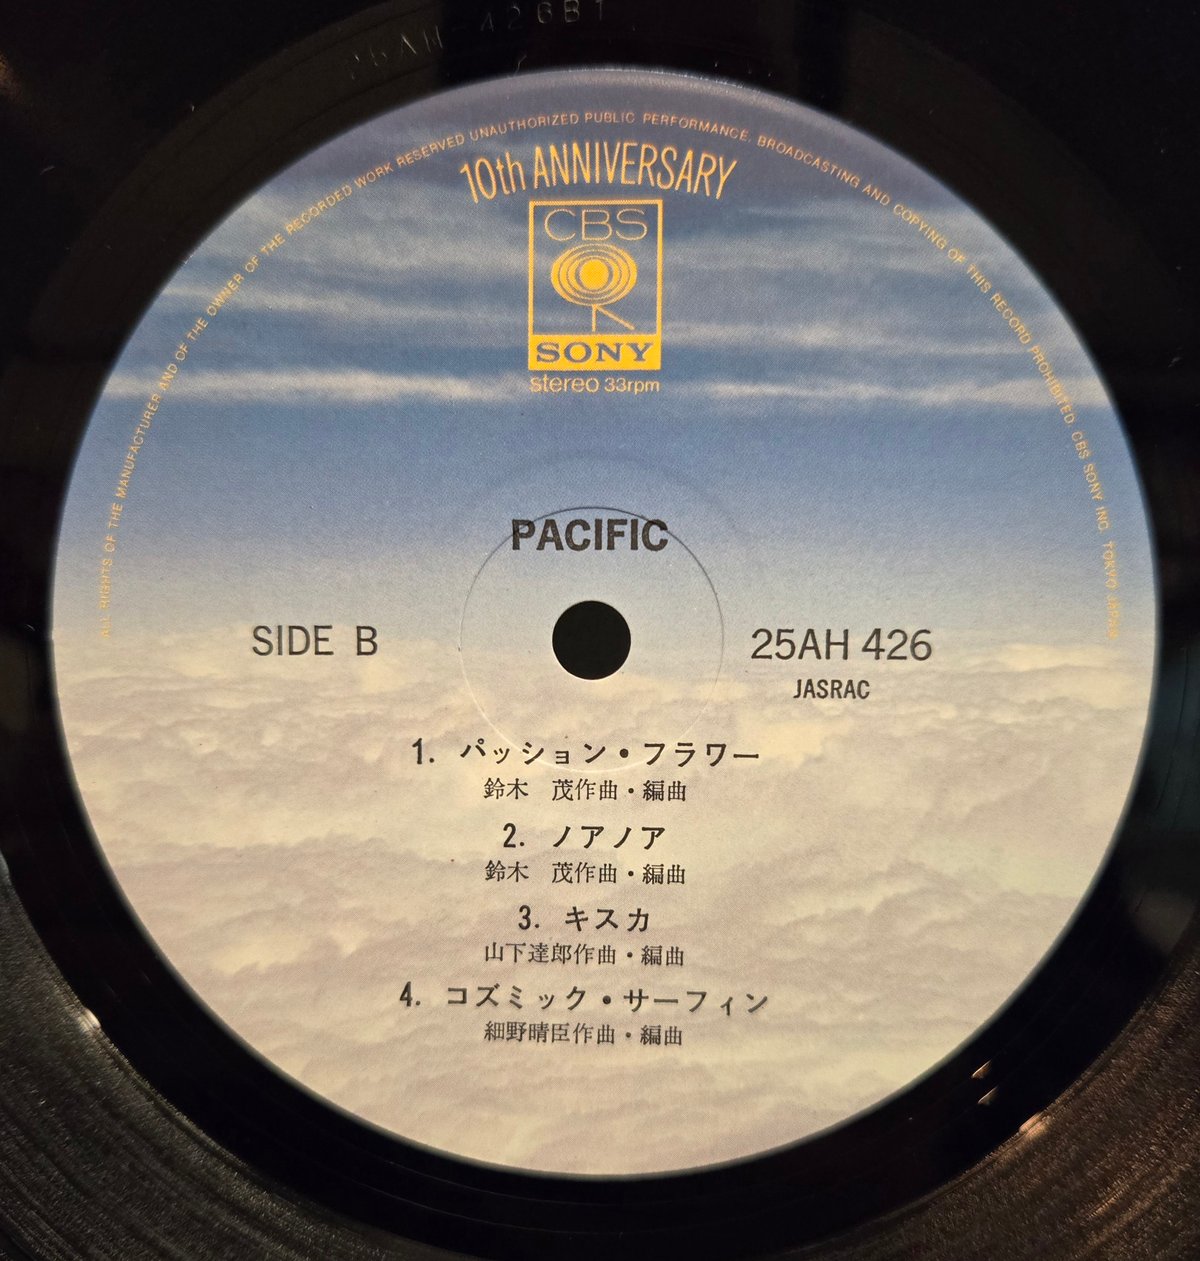 ALL RIGHTS OF THE MANUFACTURER AND OF THE OWNER OF THE RECORDED WORK RESERVED UNAUTHORIZED PUBLIC PERFORMANCE. BROADCASTING AND COPYING OF THIS RECORD PROHIBITED. CBS SONY INC. TOKYO JAPAN
10th ANNIVERSARY
CBS
SONY
stereo 33rpm
PACIFIC
SIDE B
25AH 426
JASRAC
1. パッション・フラワー
鈴木 茂作曲・編曲
2. ノアノア
鈴木 茂作曲・編曲
3. キスカ
山下達郎作曲・編曲
4. コズミック・サーフィン
細野晴臣作曲・編曲